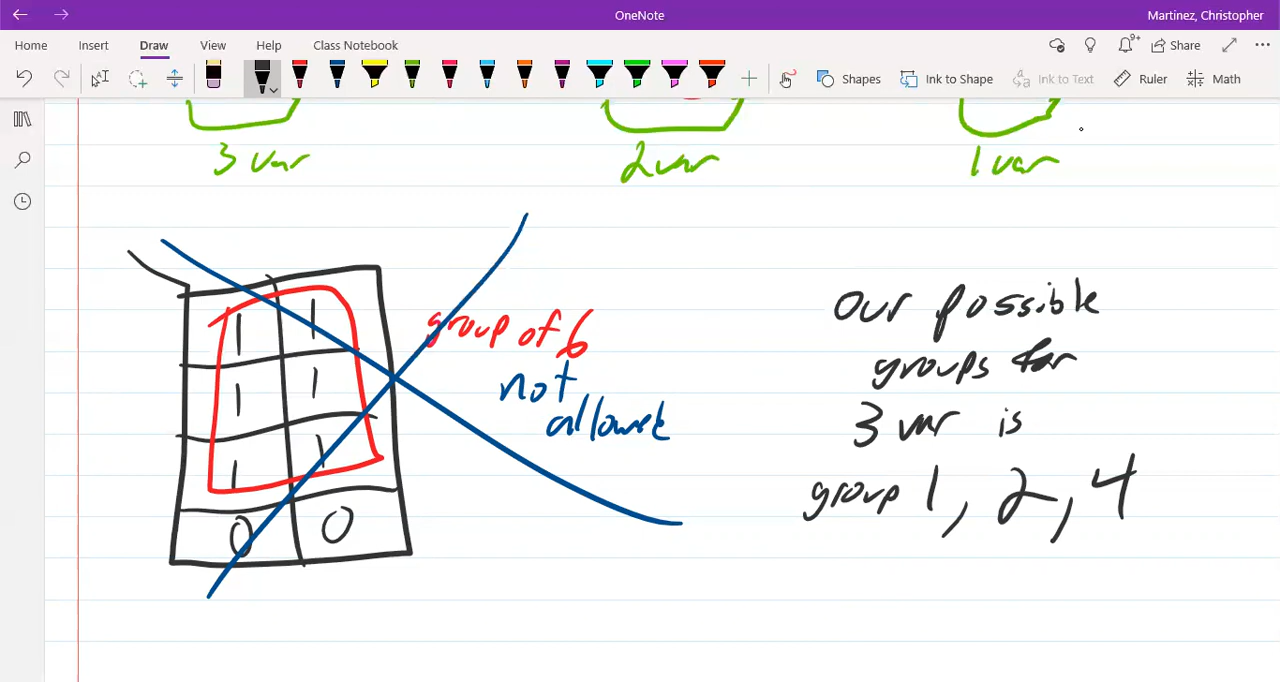 OneNote
Martínez, Christopher
Home Insert Draw View Help Class Notebook
Share
Shapes Ink to Shape Ink to Text Ruler Math
3 var
2 var
1 var
1 1
1 1
1 1
0 0
group of 6
not
allowed
Our possible
groups for
3 var is
group 1, 2, 4